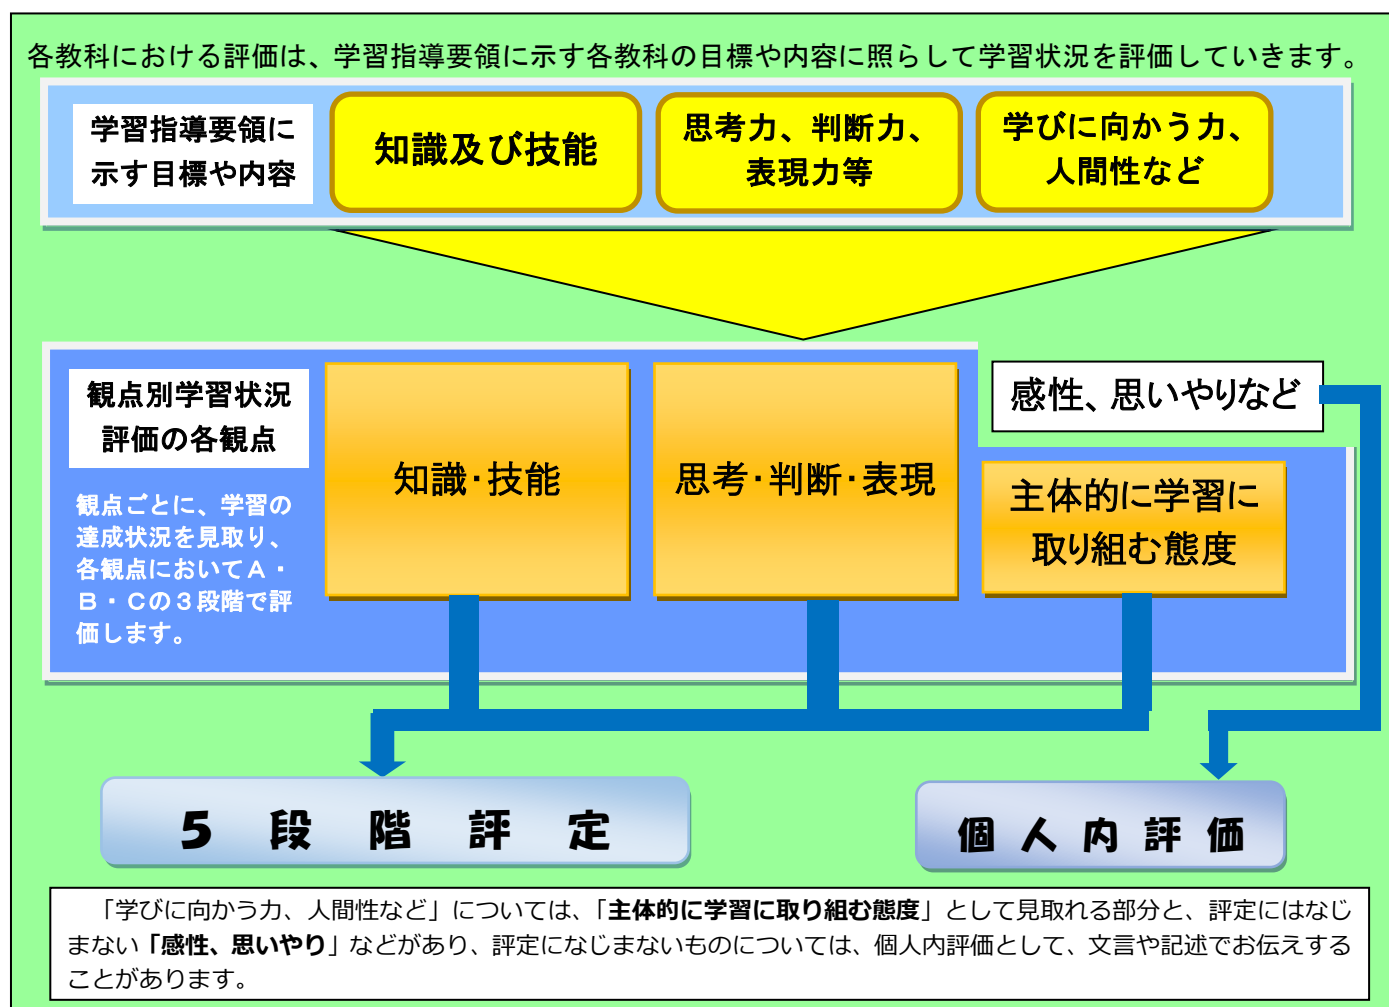 各教科における評価は、学習指導要領に示す各教科の目標や内容に照らして学習状況を評価していきます。
学習指導要領に
示す目標や内容
知識及び技能
思考力、判断力、
表現力等
学びに向かう力、
人間性など
観点別学習状況
評価の各観点
観点ごとに、学習の
達成状況を見取り、
各観点においてＡ・
Ｂ・Ｃの３段階で評
価します。
知識・技能
思考・判断・表現
感性、思いやりなど
主体的に学習に
取り組む態度
５段階評定
個人内評価
「学びに向かう力、人間性など」については、「主体的に学習に取り組む態度」として見取れる部分と、評定にはなじ
まない「感性、思いやり」などがあり、評定になじまないものについては、個人内評価として、文言や記述でお伝えする
ことがあります。